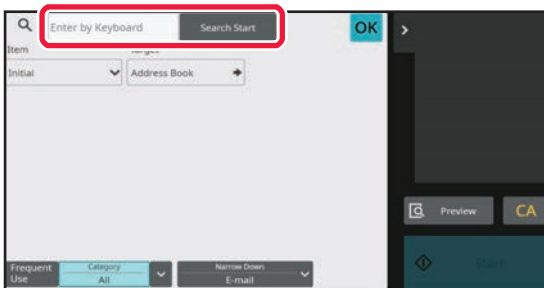 Enter by Keyboard
Search Start
OK
Item
Target
Initial
Address Book
Preview
CA
Start
Frequent
Use
Category
All
Narrow Down
E-mail